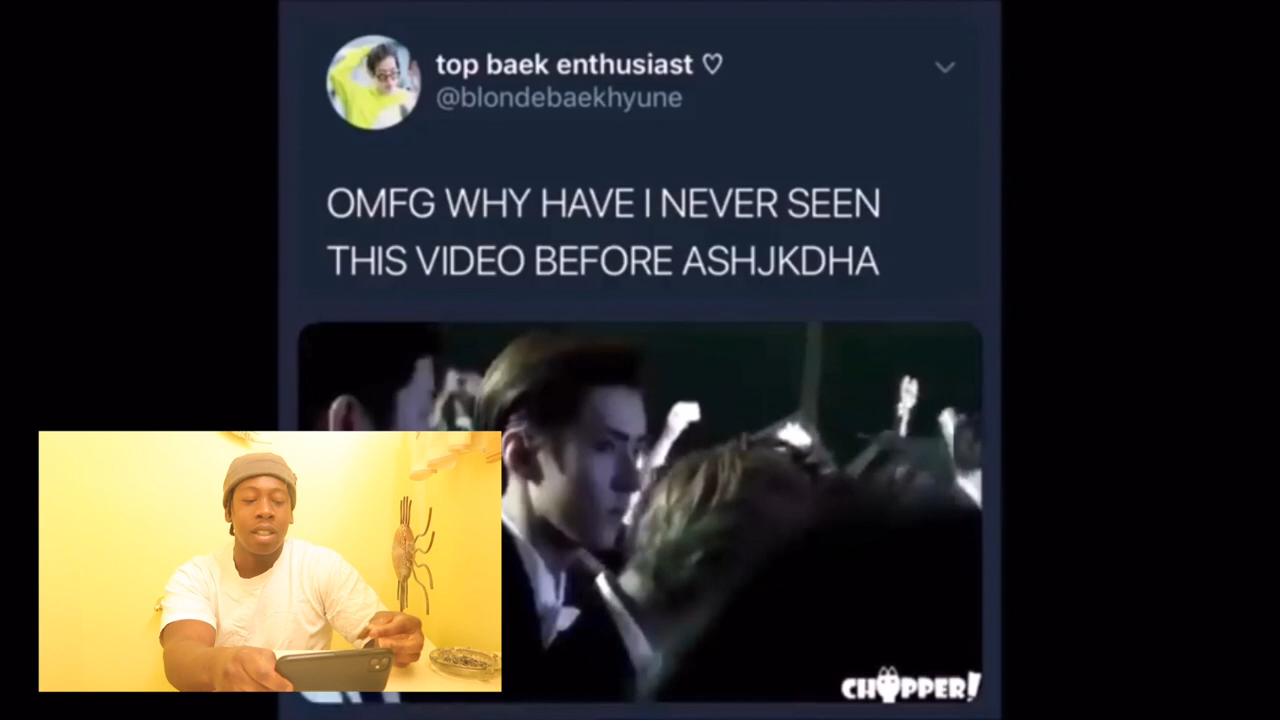 top baek enthusiast ♡
@blondebaekhyune
OMFG WHY HAVE I NEVER SEEN
THIS VIDEO BEFORE ASHJKDHA
CHOPPER!